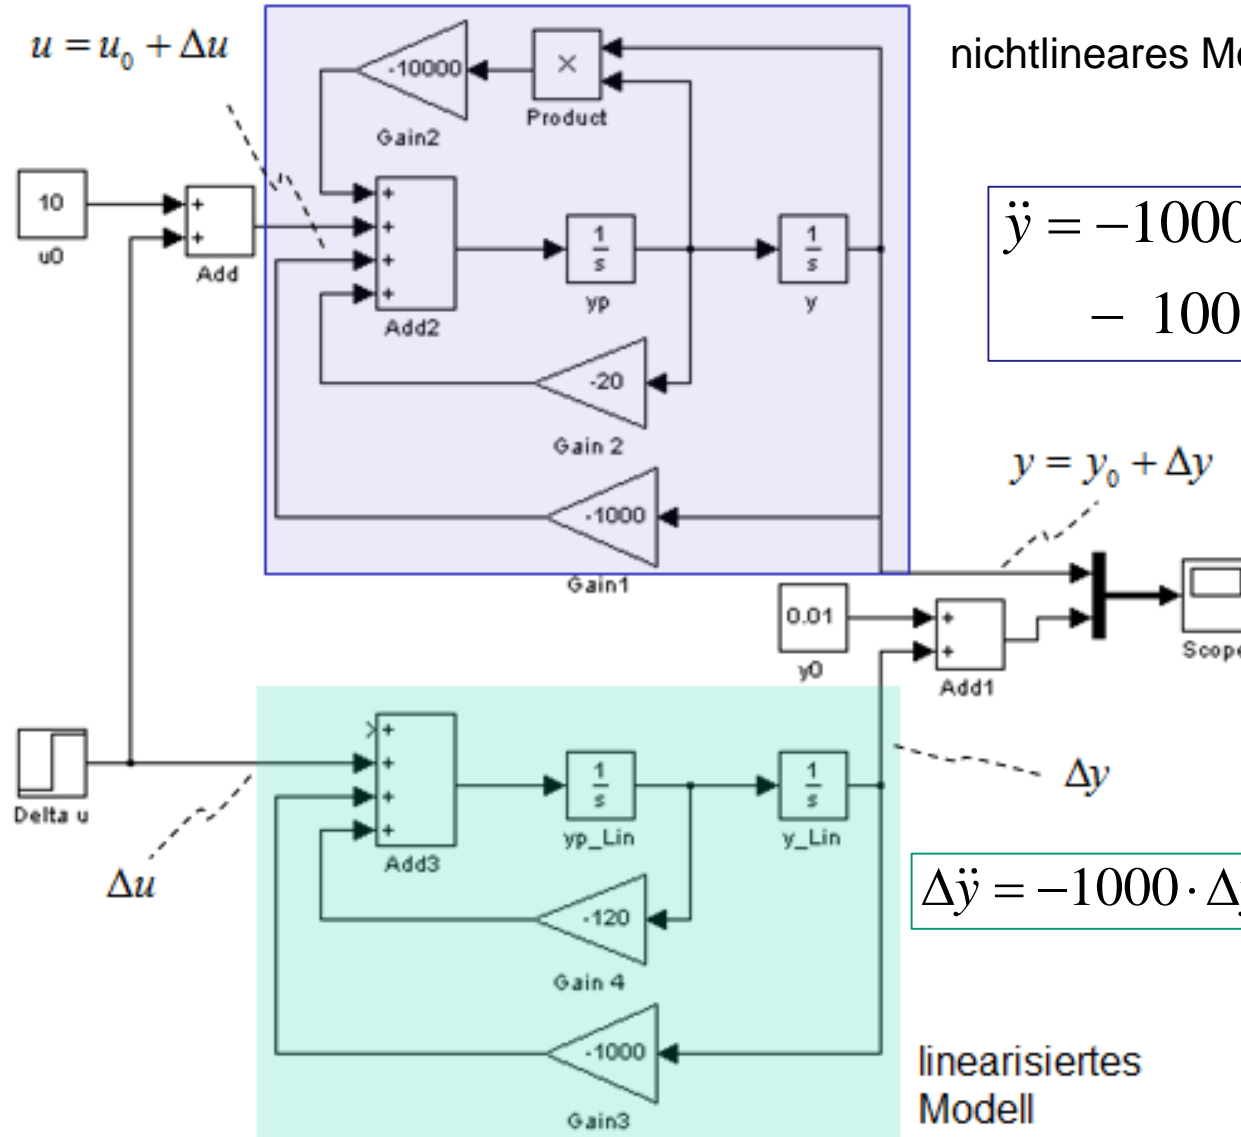 u = u₀ + Δu
nichtlineares
-10000
×
Product
Gain2
10
u0
+
+
Add
+
+
+
+
Add2
1/s
yp
1/s
y
ÿ = −1000
− 100
-20
Gain 2
-1000
Gain1
y = y₀ + Δy
0.01
y0
+
+
Add1
Scope
Delta u
Δu
+
+
+
+
Add3
1/s
yp_Lin
1/s
y_Lin
Δy
-120
Gain 4
Δÿ = −1000 · Δy
-1000
Gain3
linearisiertes
Modell